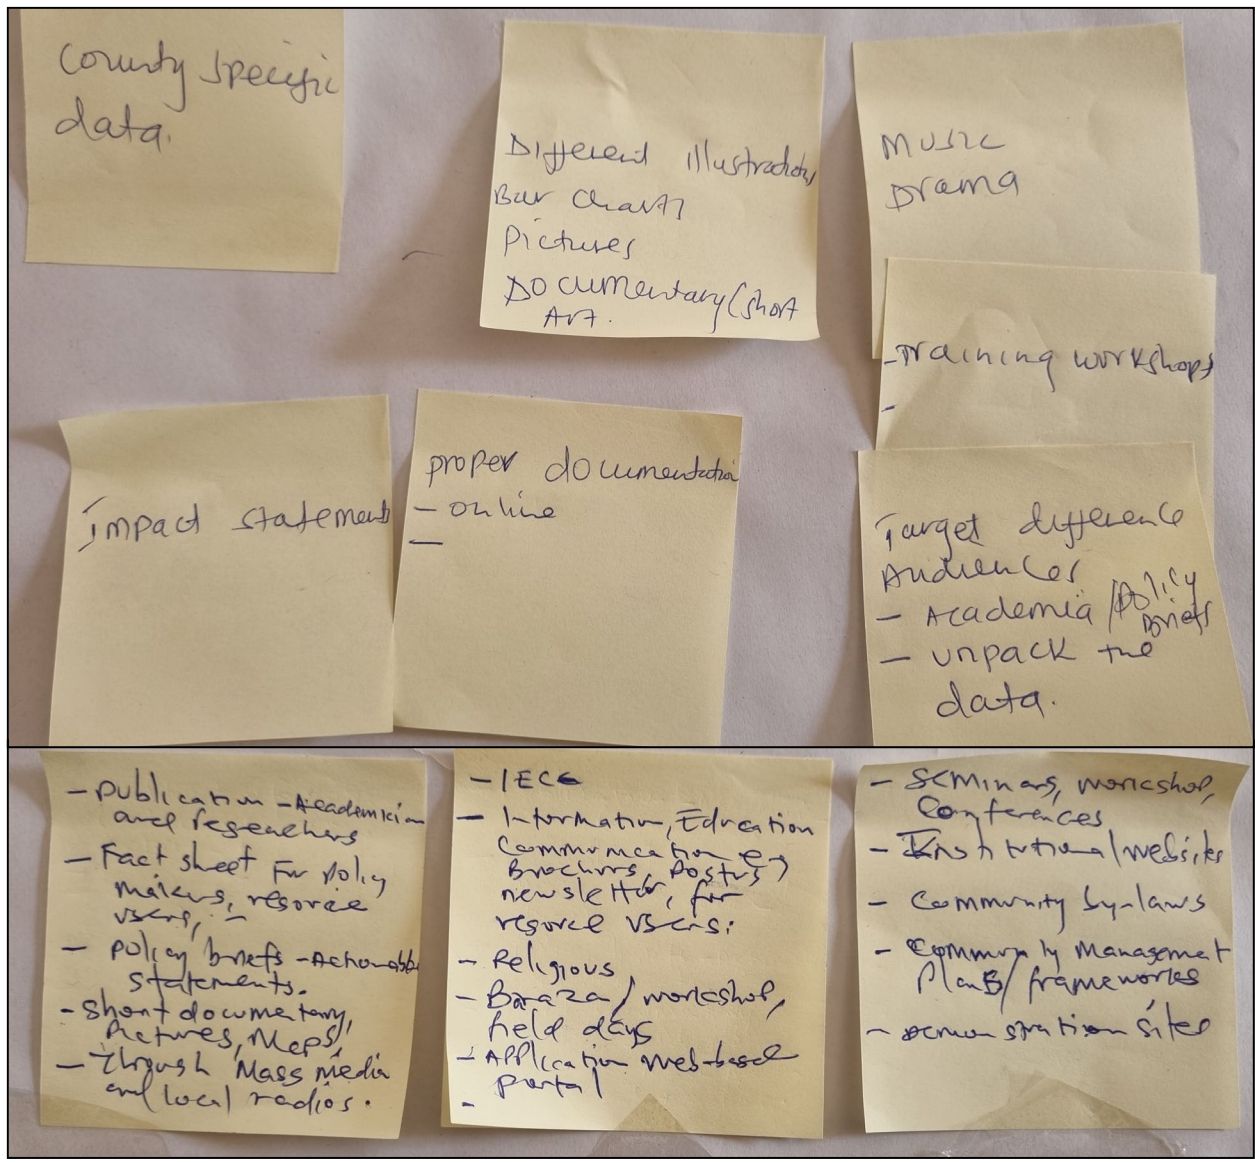 County specific
data.
Different illustrations
Bar charts
Pictures
Documentary (short
Art.
Music
Drama
- Training workshops
-
Impact statements
proper documentation
- online
-
Target difference
Audiences
- Academia / policy
briefs
- unpack the
data.
- publication - Academician
and researchers
- Fact sheet For policy
makers, resource
users, -
- policy briefs - Actionable
statements.
- short documentary,
Pictures, Maps,
- through Mass media
and local radios.
- IEC
- Information, Education
Communication e.g
Brochurs, Posters,
newsletter, for
resource users.
- Religious
- Baraza / workshop,
field days
- Application web-based
portal
-
- Seminars, workshop,
Conferences
- Institutional websites
- Community by-laws
- Community Management
Plans / frameworks
- Demonstration sites